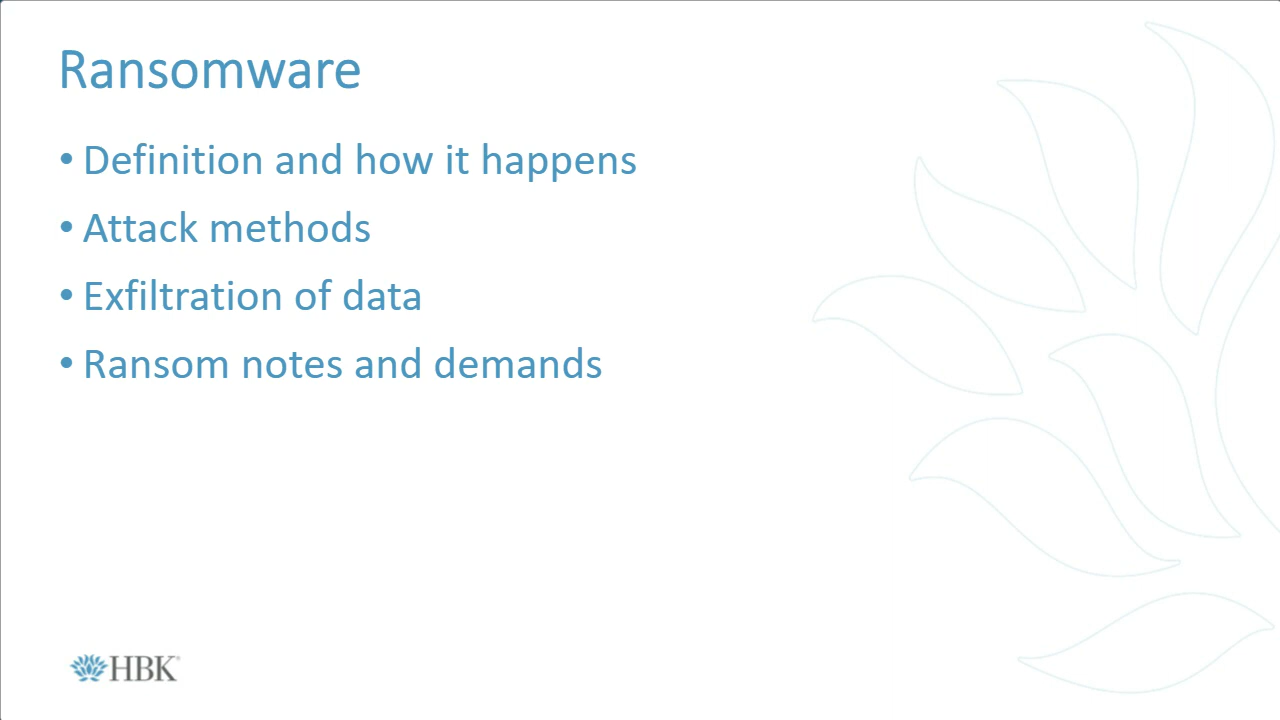 Ransomware
• Definition and how it happens
• Attack methods
• Exfiltration of data
• Ransom notes and demands
HBK